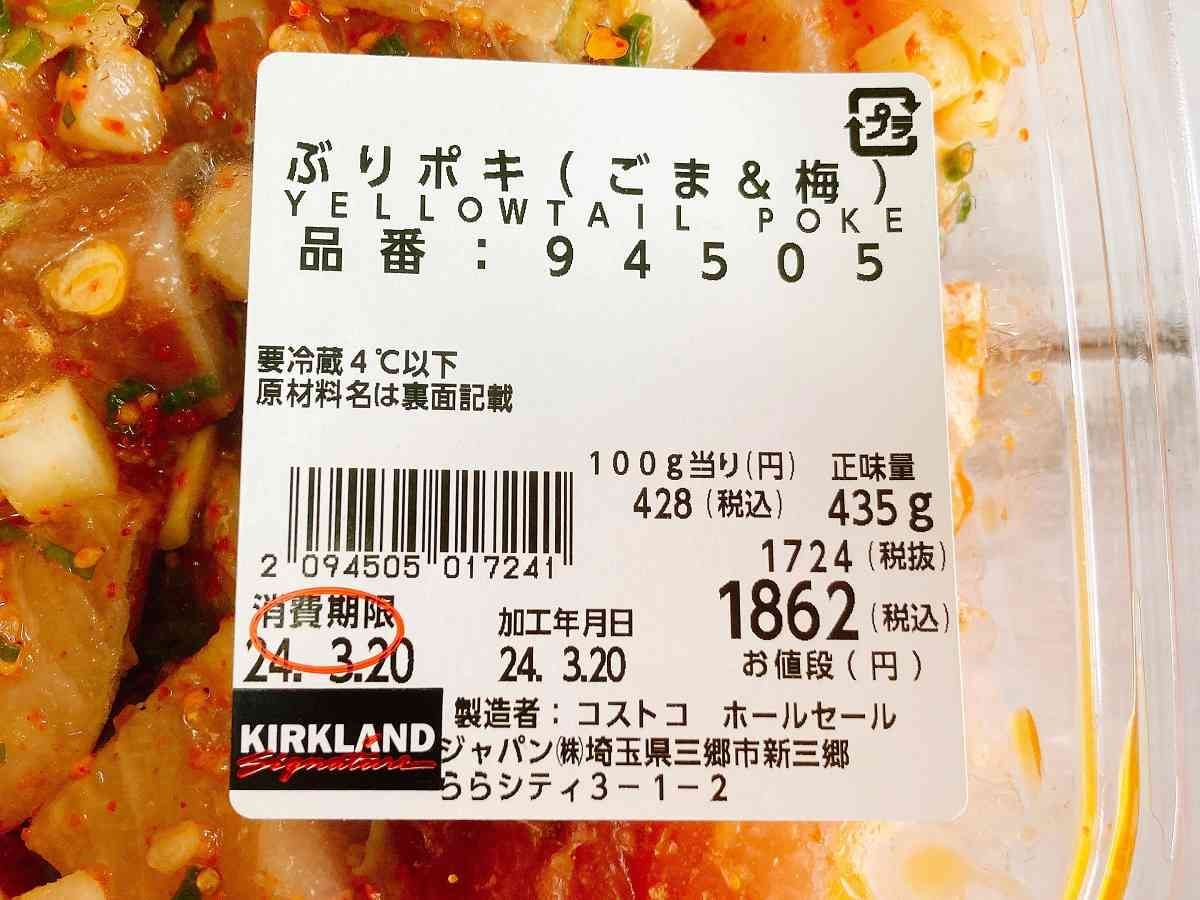 プラ
ぶりポキ(ごま&梅)
YELLOWTAIL POKE
品番:94505
要冷蔵4℃以下
原材料名は裏面記載
100g当り(円) 正味量
428(税込) 435g
1724(税抜)
2 094505 017241
1862(税込)
お値段(円)
消費期限 加工年月日
24. 3.20 24. 3.20
KIRKLAND
Signature
製造者:コストコ ホールセール
ジャパン㈱埼玉県三郷市新三郷
ららシティ3-1-2